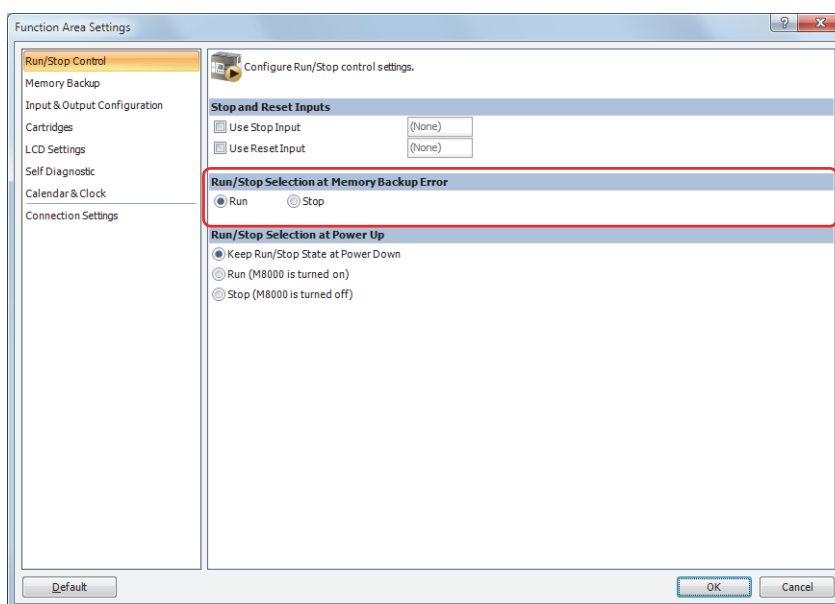 Function Area Settings
Run/Stop Control
Memory Backup
Input & Output Configuration
Cartridges
LCD Settings
Self Diagnostic
Calendar & Clock
Connection Settings
Configure Run/Stop control settings.
Stop and Reset Inputs
Use Stop Input (None)
Use Reset Input (None)
Run/Stop Selection at Memory Backup Error
Run Stop
Run/Stop Selection at Power Up
Keep Run/Stop State at Power Down
Run (M8000 is turned on)
Stop (M8000 is turned off)
Default OK Cancel